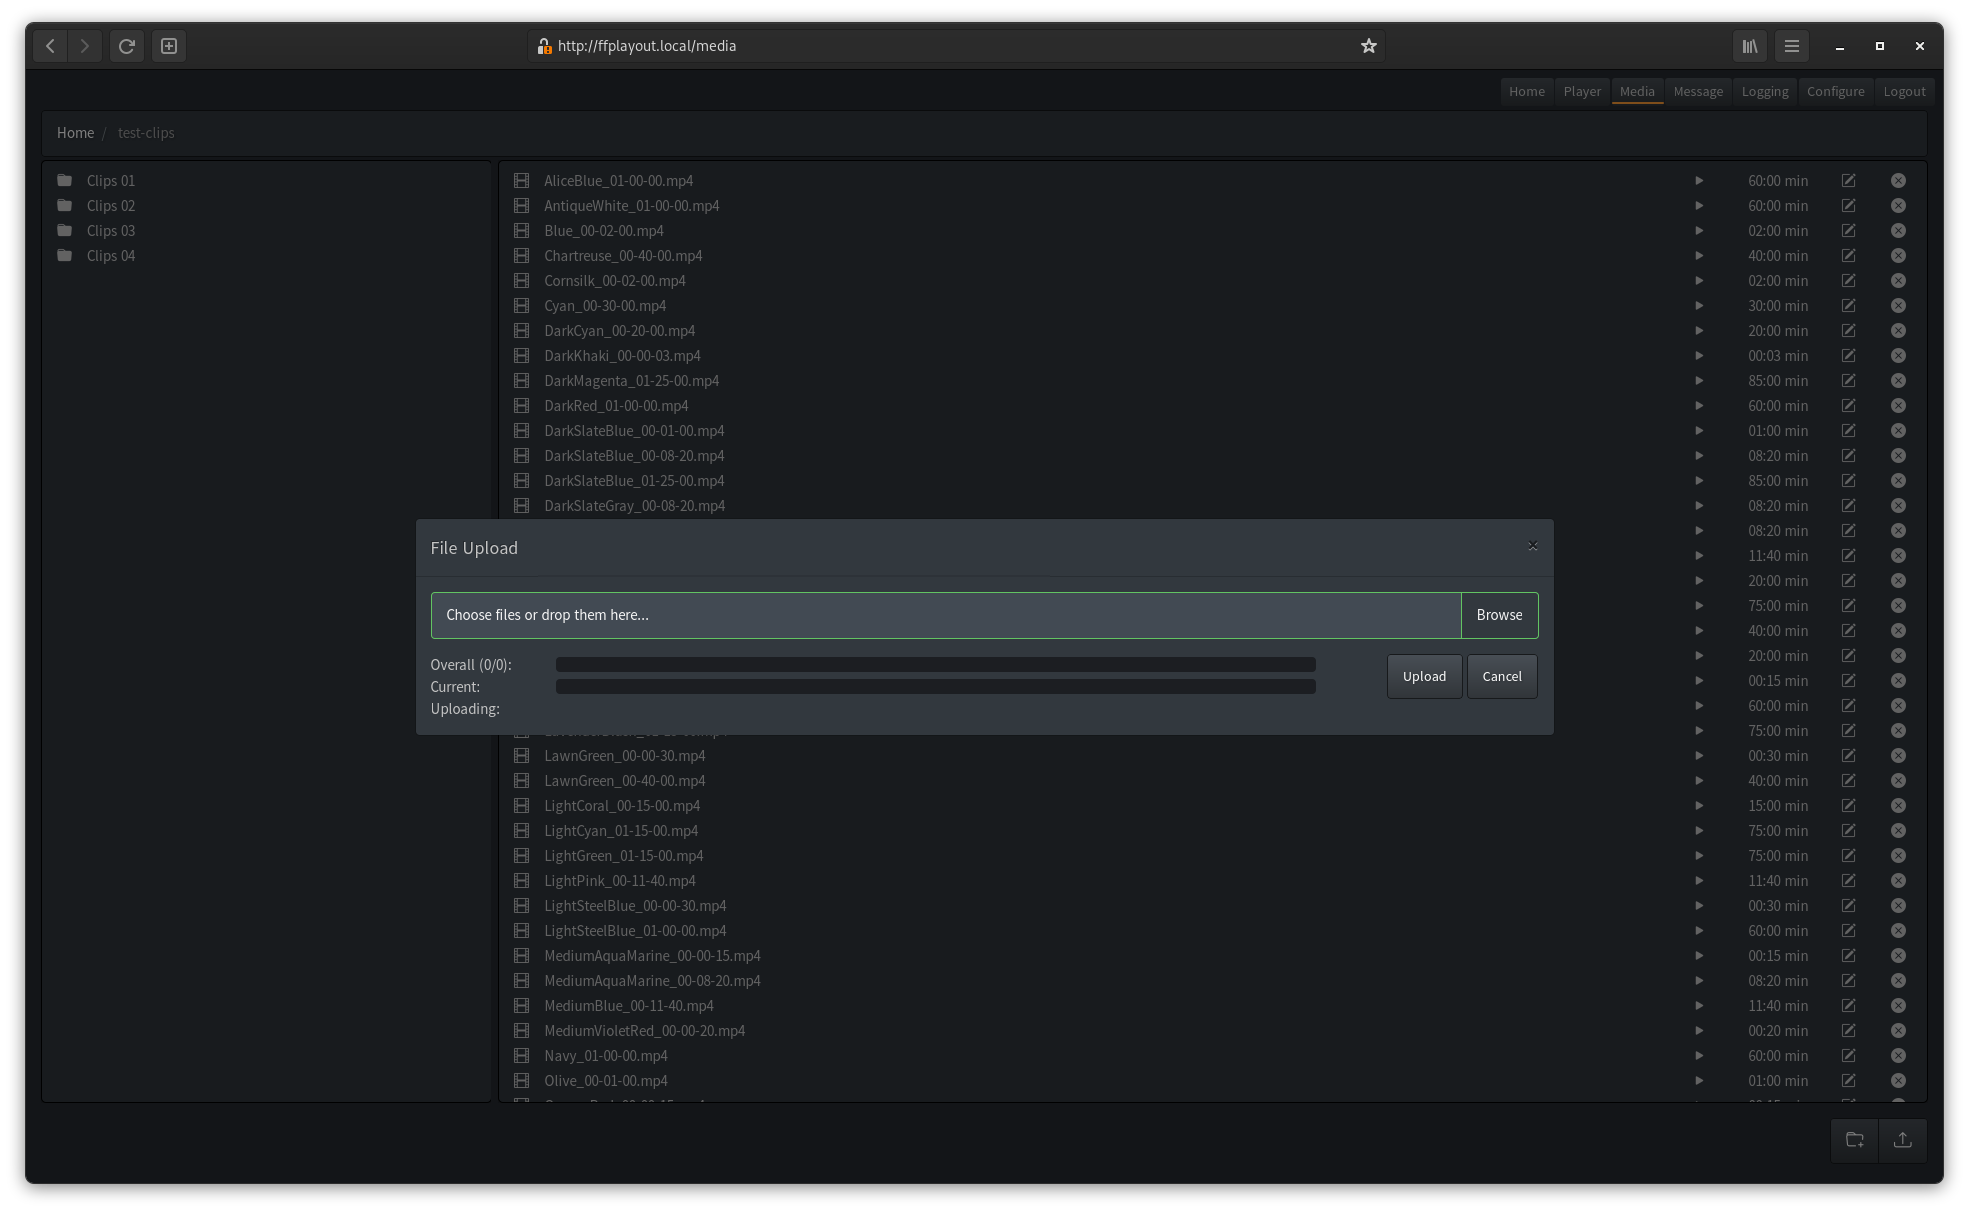 http://ffplayout.local/media
Home Player Media Message Logging Configure Logout
Home / test-clips
Clips 01
Clips 02
Clips 03
Clips 04
AliceBlue_01-00-00.mp4 60:00 min
AntiqueWhite_01-00-00.mp4 60:00 min
Blue_00-02-00.mp4 02:00 min
Chartreuse_00-40-00.mp4 40:00 min
Cornsilk_00-02-00.mp4 02:00 min
Cyan_00-30-00.mp4 30:00 min
DarkCyan_00-20-00.mp4 20:00 min
DarkKhaki_00-00-03.mp4 00:03 min
DarkMagenta_01-25-00.mp4 85:00 min
DarkRed_01-00-00.mp4 60:00 min
DarkSlateBlue_00-01-00.mp4 01:00 min
DarkSlateBlue_00-08-20.mp4 08:20 min
DarkSlateBlue_01-25-00.mp4 85:00 min
DarkSlateGray_00-08-20.mp4 08:20 min
08:20 min
11:40 min
20:00 min
75:00 min
40:00 min
20:00 min
00:15 min
60:00 min
75:00 min
File Upload ×
Choose files or drop them here... Browse
Overall (0/0):
Current:
Uploading:
Upload Cancel
LawnGreen_00-00-30.mp4 00:30 min
LawnGreen_00-40-00.mp4 40:00 min
LightCoral_00-15-00.mp4 15:00 min
LightCyan_01-15-00.mp4 75:00 min
LightGreen_01-15-00.mp4 75:00 min
LightPink_00-11-40.mp4 11:40 min
LightSteelBlue_00-00-30.mp4 00:30 min
LightSteelBlue_01-00-00.mp4 60:00 min
MediumAquaMarine_00-00-15.mp4 00:15 min
MediumAquaMarine_00-08-20.mp4 08:20 min
MediumBlue_00-11-40.mp4 11:40 min
MediumVioletRed_00-00-20.mp4 00:20 min
Navy_01-00-00.mp4 60:00 min
Olive_00-01-00.mp4 01:00 min